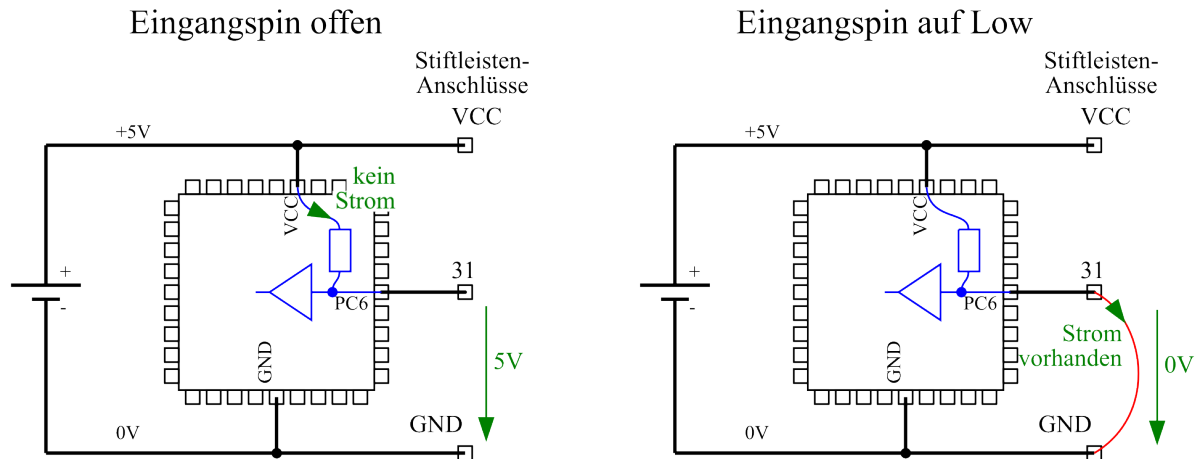 Eingangspin offen
Stiftleisten-
Anschlüsse
VCC
+5V
kein
Strom
VCC
+
-
31
PC6
GND
5V
0V
GND
Eingangspin auf Low
Stiftleisten-
Anschlüsse
VCC
+5V
VCC
+
-
31
PC6
Strom
vorhanden
GND
0V
0V
GND